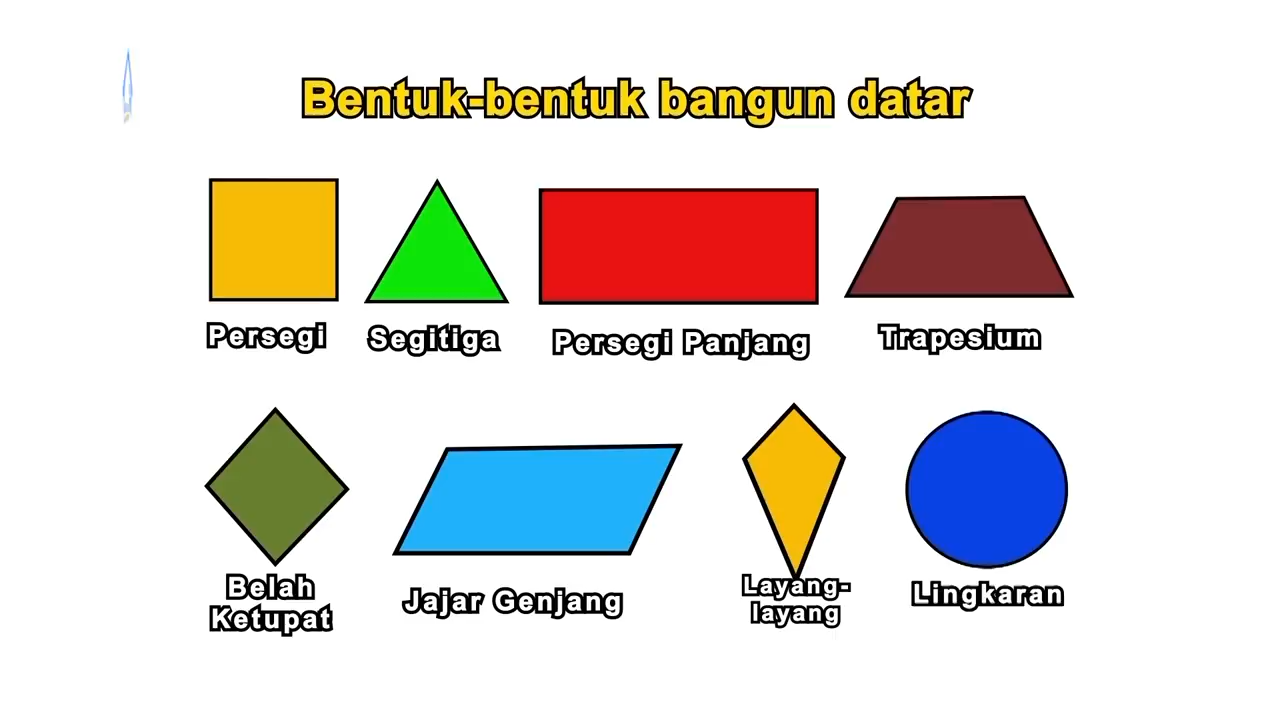 Bentuk-bentuk bangun datar
Persegi
Segitiga
Persegi Panjang
Trapesium
Belah
Ketupat
Jajar Genjang
Layang-
layang
Lingkaran